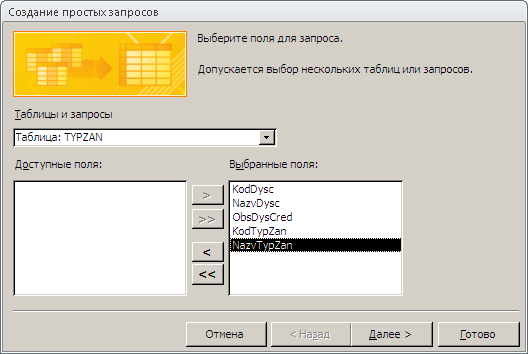 Создание простых запросов
Выберите поля для запроса.
Допускается выбор нескольких таблиц или запросов.
Таблицы и запросы
Таблица: TYPZAN
Доступные поля:
Выбранные поля:
>
>>
<
<<
KodDysc
NazvDysc
ObsDysCred
KodTypZan
NazvTypZan
Отмена
< Назад
Далее >
Готово